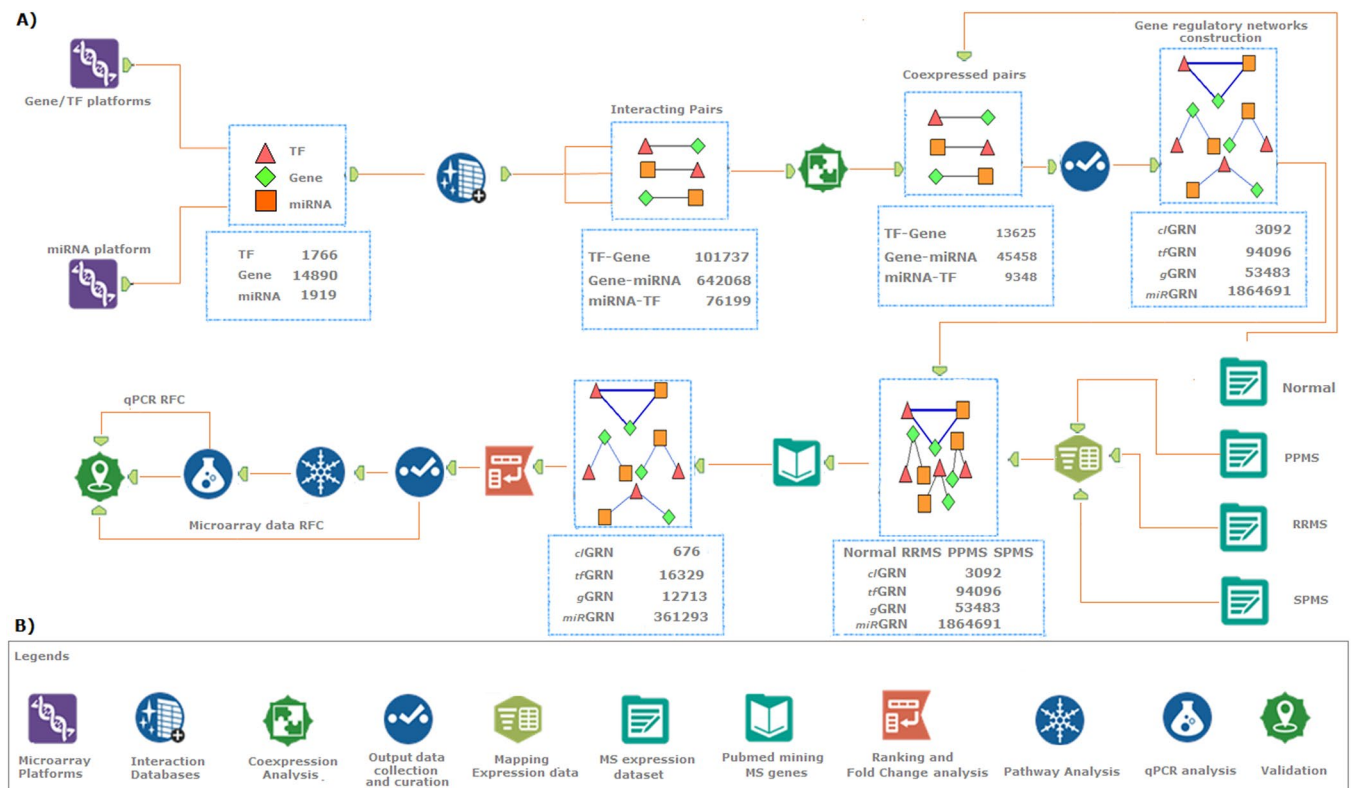 A)
Gene/TF platforms
miRNA platform
TF
Gene
miRNA
TF 1766
Gene 14890
miRNA 1919
Interacting Pairs
TF-Gene 101737
Gene-miRNA 642068
miRNA-TF 76199
Coexpressed pairs
TF-Gene 13625
Gene-miRNA 45458
miRNA-TF 9348
Gene regulatory networks
construction
clGRN 3092
tfGRN 94096
gGRN 53483
miRGRN 1864691
Normal
PPMS
RRMS
SPMS
Normal RRMS PPMS SPMS
clGRN 3092
tfGRN 94096
gGRN 53483
miRGRN 1864691
clGRN 676
tfGRN 16329
gGRN 12713
miRGRN 361293
qPCR RFC
Microarray data RFC
B)
Legends
Microarray
Platforms
Interaction
Databases
Coexpression
Analysis
Output data
collection
and curation
Mapping
Expression data
MS expression
dataset
Pubmed mining
MS genes
Ranking and
Fold Change analysis
Pathway Analysis
qPCR analysis
Validation